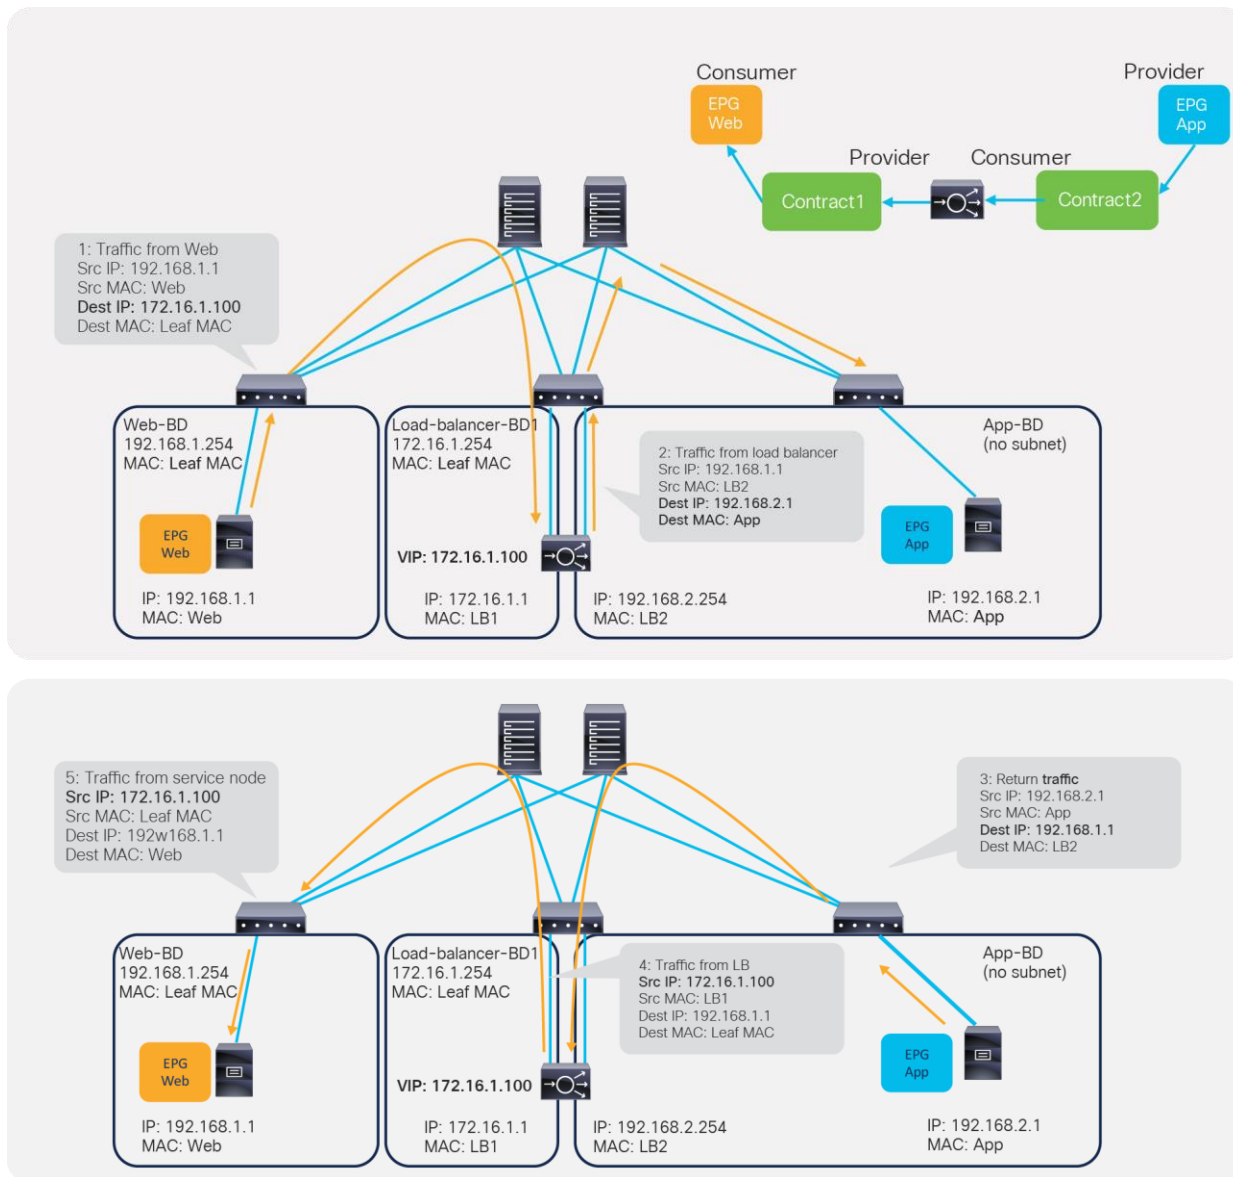 Consumer
Provider
EPG
Web
EPG
App
Provider
Consumer
Contract1
Contract2
1: Traffic from Web
Src IP: 192.168.1.1
Src MAC: Web
Dest IP: 172.16.1.100
Dest MAC: Leaf MAC
Web-BD
192.168.1.254
MAC: Leaf MAC
EPG
Web
IP: 192.168.1.1
MAC: Web
Load-balancer-BD1
172.16.1.254
MAC: Leaf MAC
VIP: 172.16.1.100
IP: 172.16.1.1
MAC: LB1
2: Traffic from load balancer
Src IP: 192.168.1.1
Src MAC: LB2
Dest IP: 192.168.2.1
Dest MAC: App
IP: 192.168.2.254
MAC: LB2
App-BD
(no subnet)
EPG
App
IP: 192.168.2.1
MAC: App
5: Traffic from service node
Src IP: 172.16.1.100
Src MAC: Leaf MAC
Dest IP: 192w168.1.1
Dest MAC: Web
3: Return traffic
Src IP: 192.168.2.1
Src MAC: App
Dest IP: 192.168.1.1
Dest MAC: LB2
Web-BD
192.168.1.254
MAC: Leaf MAC
EPG
Web
IP: 192.168.1.1
MAC: Web
Load-balancer-BD1
172.16.1.254
MAC: Leaf MAC
VIP: 172.16.1.100
IP: 172.16.1.1
MAC: LB1
4: Traffic from LB
Src IP: 172.16.1.100
Src MAC: LB1
Dest IP: 192.168.1.1
Dest MAC: Leaf MAC
IP: 192.168.2.254
MAC: LB2
App-BD
(no subnet)
EPG
App
IP: 192.168.2.1
MAC: App